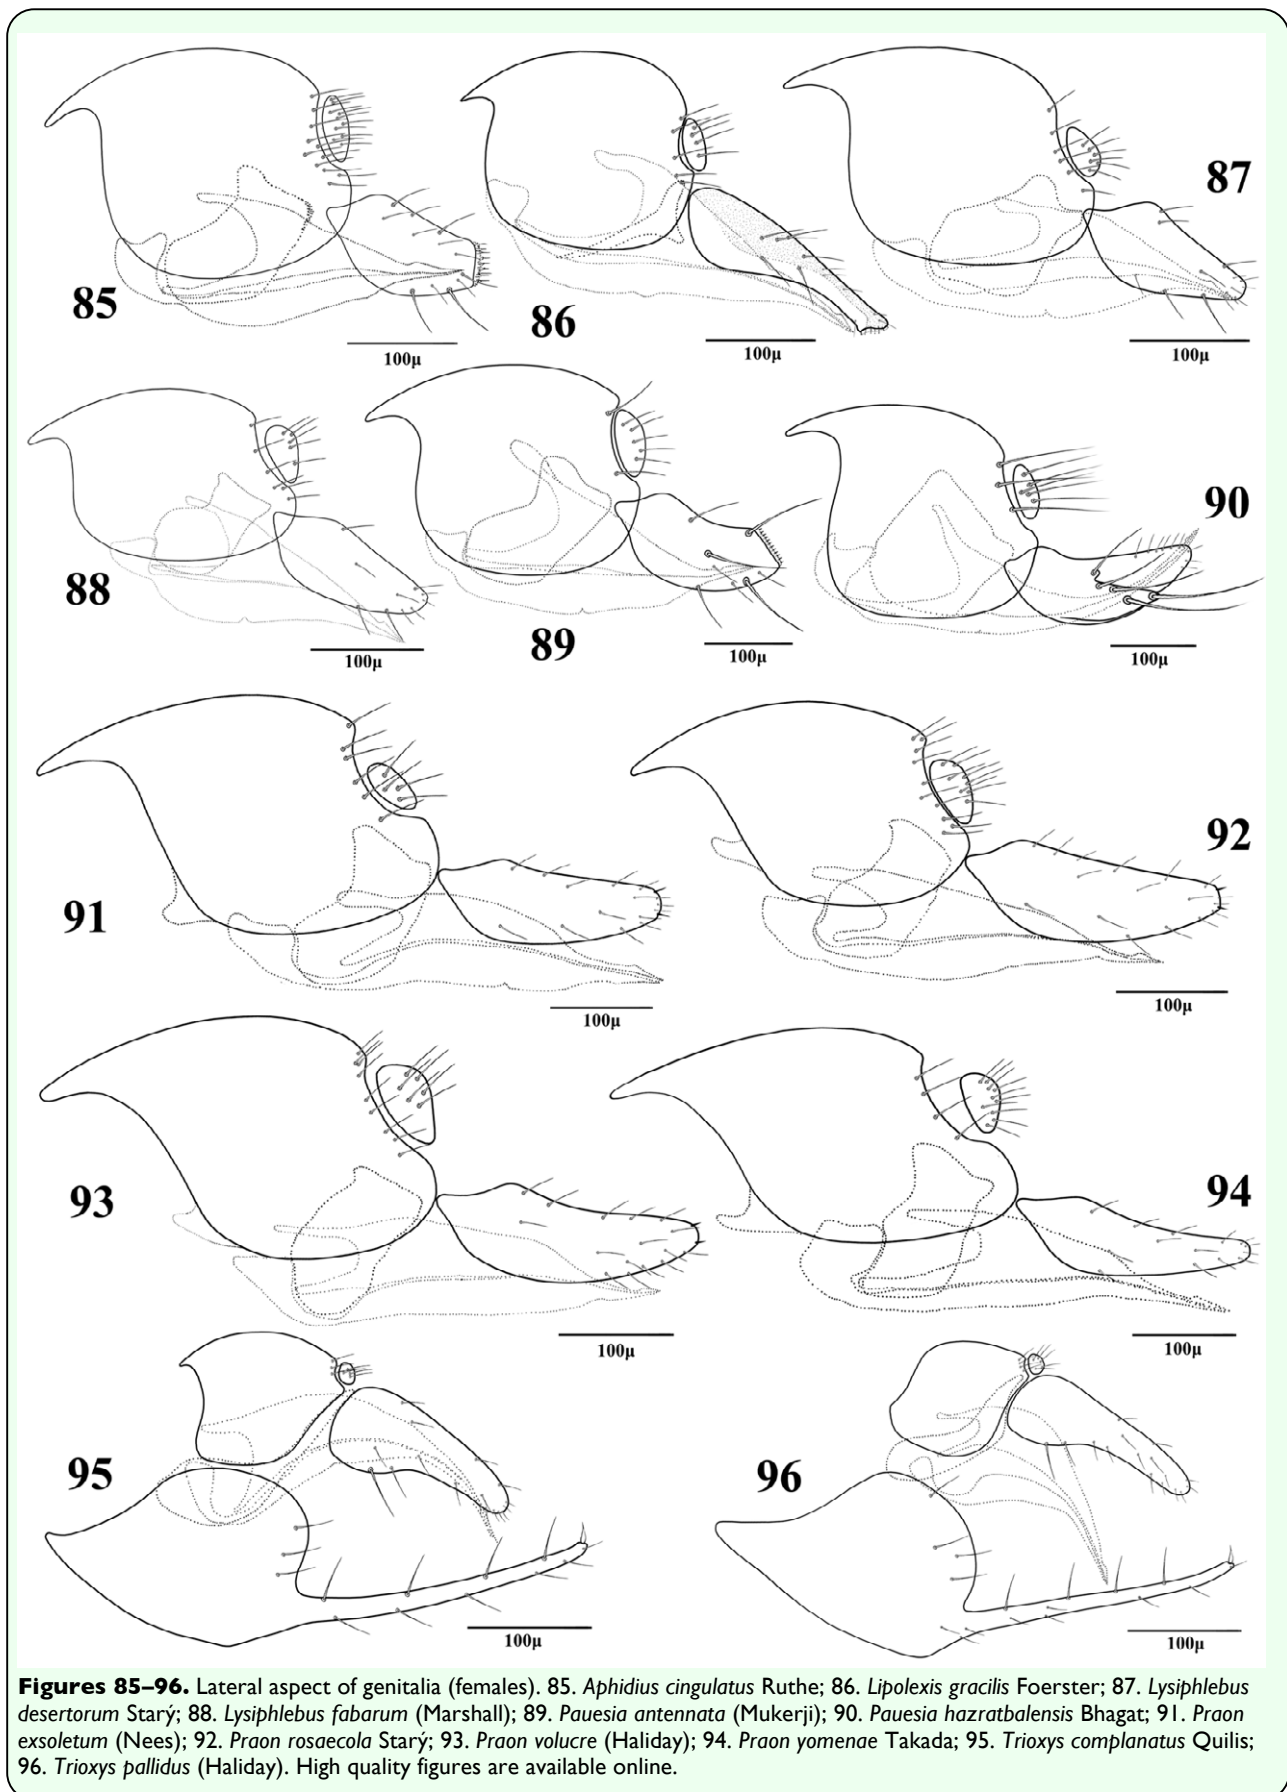 85
100μ
86
100μ
87
100μ
88
100μ
89
100μ
90
100μ
91
100μ
92
100μ
93
100μ
94
100μ
95
100μ
96
100μ
Figures 85–96. Lateral aspect of genitalia (females). 85. Aphidius cingulatus Ruthe; 86. Lipolexis gracilis Foerster; 87. Lysiphlebus
desertorum Starý; 88. Lysiphlebus fabarum (Marshall); 89. Pauesia antennata (Mukerji); 90. Pauesia hazratbalensis Bhagat; 91. Praon
exsoletum (Nees); 92. Praon rosaecola Starý; 93. Praon volucre (Haliday); 94. Praon yomenae Takada; 95. Trioxys complanatus Quilis;
96. Trioxys pallidus (Haliday). High quality figures are available online.